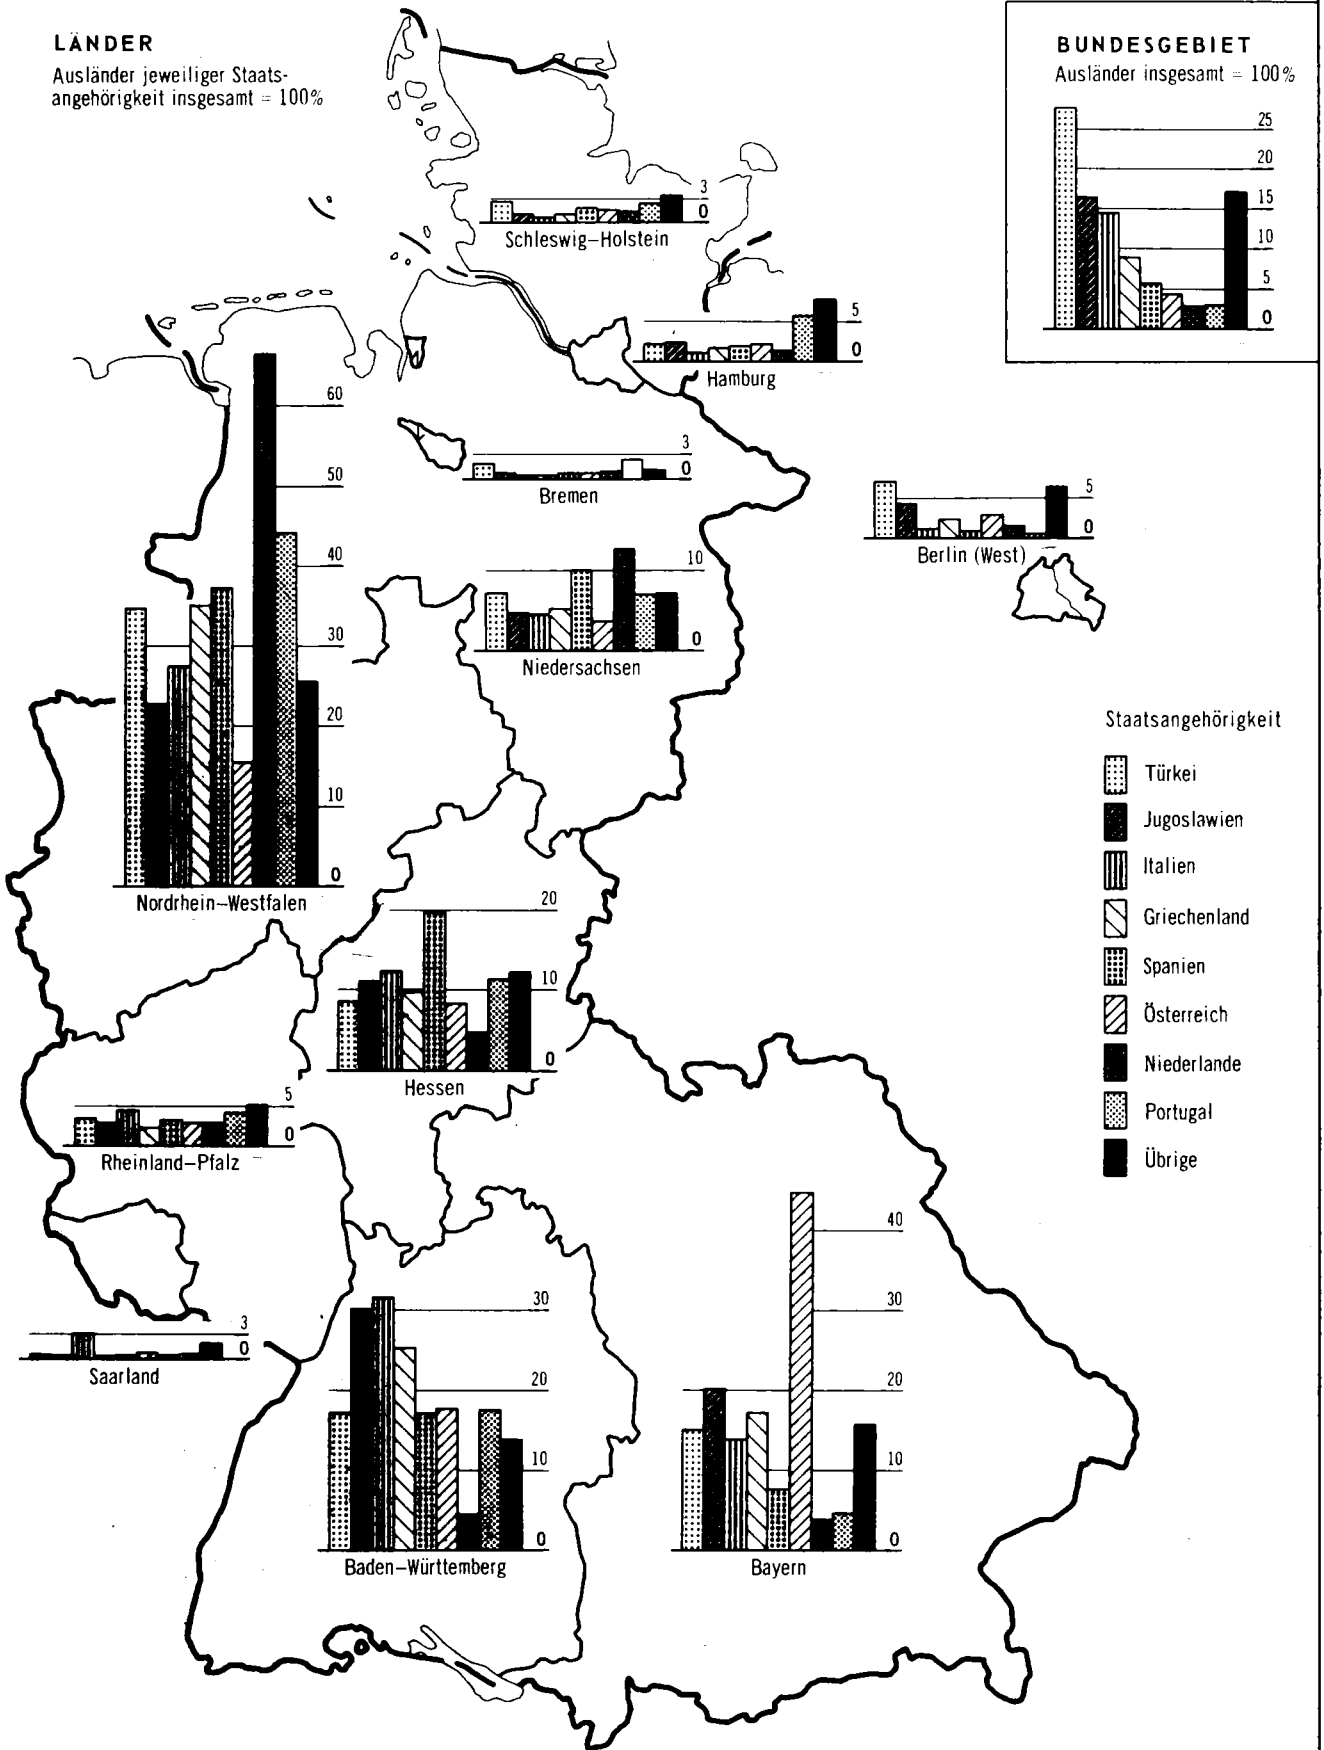 LÄNDER
Ausländer jeweiliger Staats-
angehörigkeit insgesamt = 100%
BUNDESGEBIET
Ausländer insgesamt = 100%
25
20
15
10
5
0
3
0
Schleswig-Holstein
5
0
Hamburg
3
0
Bremen
5
0
Berlin (West)
10
0
Niedersachsen
60
50
40
30
20
10
0
Nordrhein-Westfalen
20
10
0
Hessen
5
0
Rheinland-Pfalz
3
0
Saarland
30
20
10
0
Baden-Württemberg
40
30
20
10
0
Bayern
Staatsangehörigkeit
Türkei
Jugoslawien
Italien
Griechenland
Spanien
Österreich
Niederlande
Portugal
Übrige